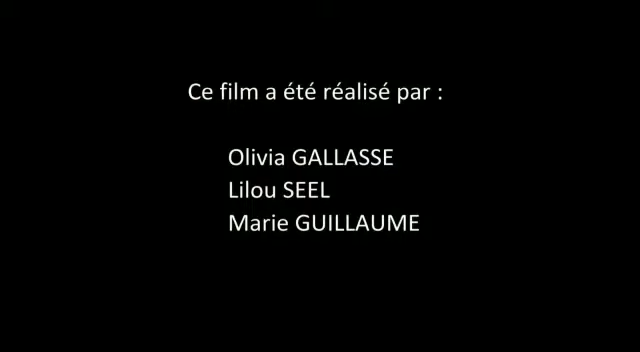 Ce film a été réalisé par :
Olivia GALLASSE
Lilou SEEL
Marie GUILLAUME